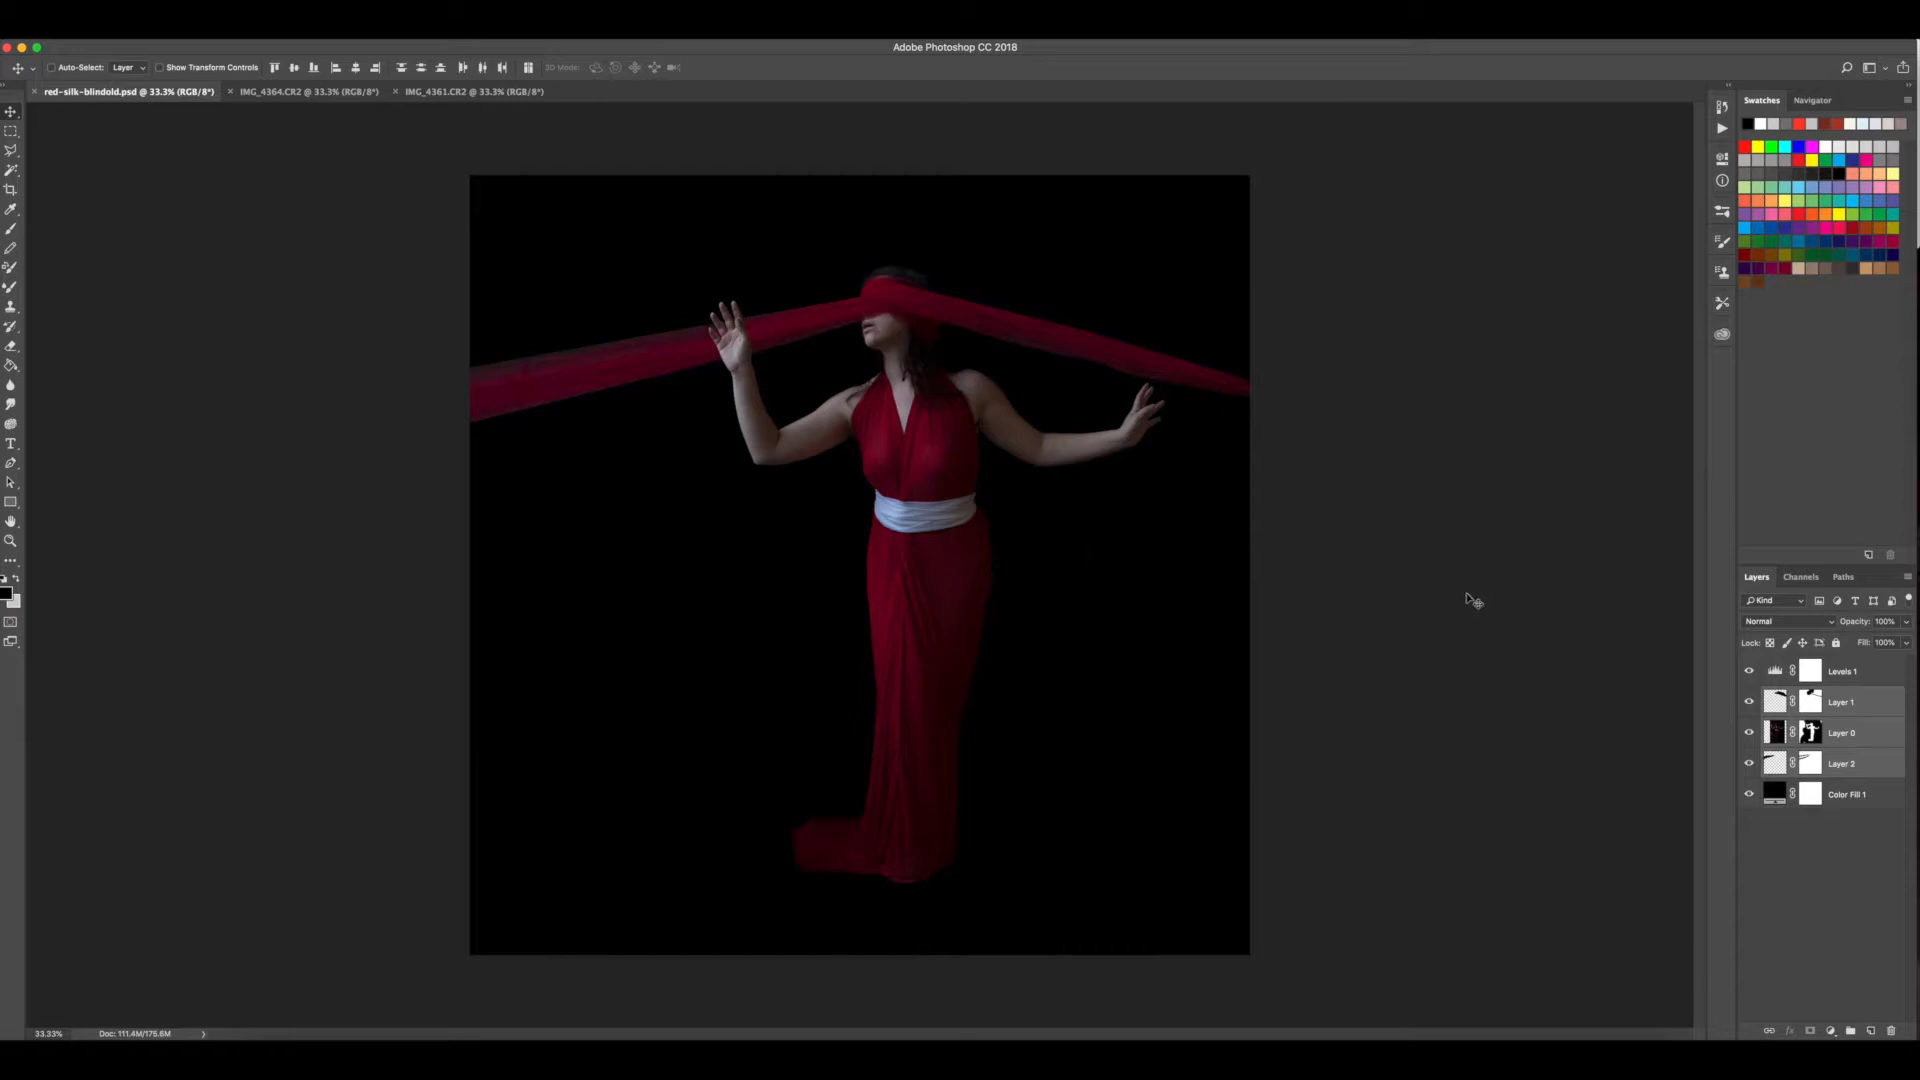 Adobe Photoshop CC 2018
Auto-Select: Layer Show Transform Controls 3D Mode:
red-silk-blindold.psd @ 33.3% (RGB/8*) IMG_4364.CR2 @ 33.3% (RGB/8*) IMG_4361.CR2 @ 33.3% (RGB/8*)
Swatches Navigator
Layers Channels Paths
Kind
Normal Opacity: 100%
Lock: Fill: 100%
Levels 1
Layer 1
Layer 0
Layer 2
Color Fill 1
33.33% Doc: 111.4M/175.6M